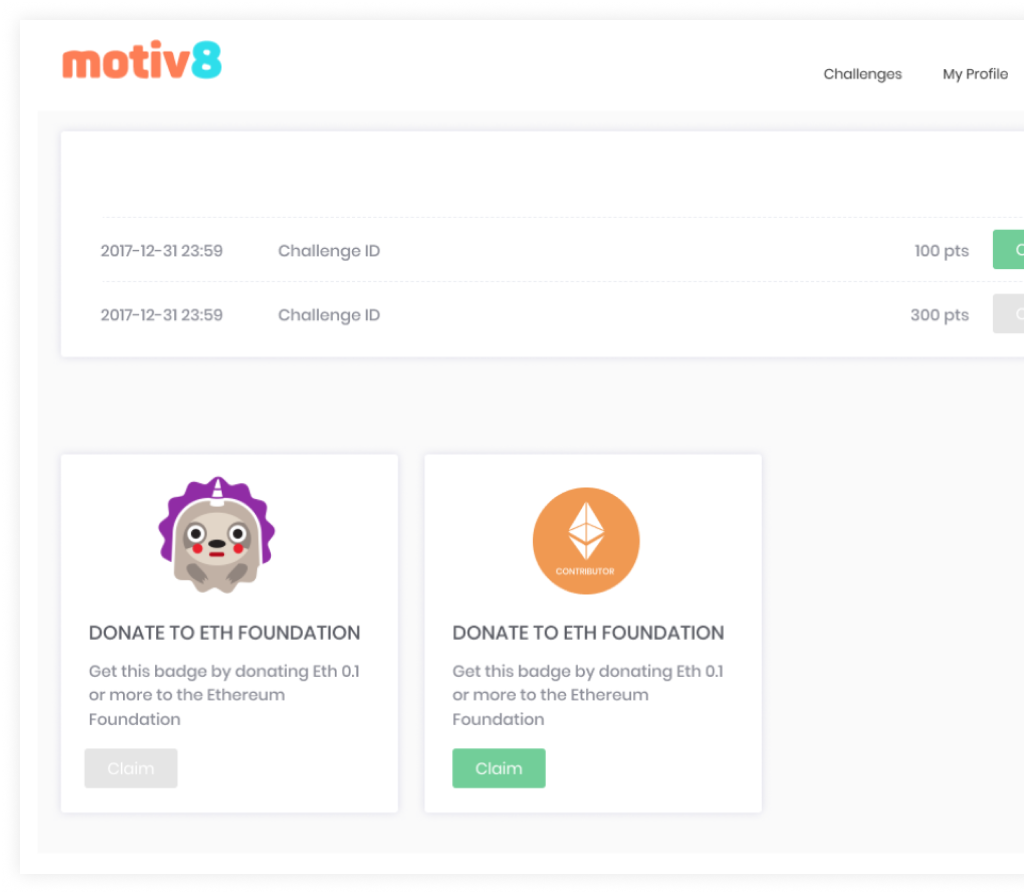 motiv8
Challenges My Profile
2017-12-31 23:59 Challenge ID 100 pts
2017-12-31 23:59 Challenge ID 300 pts
CONTRIBUTOR
DONATE TO ETH FOUNDATION
Get this badge by donating Eth 0.1
or more to the Ethereum
Foundation
Claim
DONATE TO ETH FOUNDATION
Get this badge by donating Eth 0.1
or more to the Ethereum
Foundation
Claim